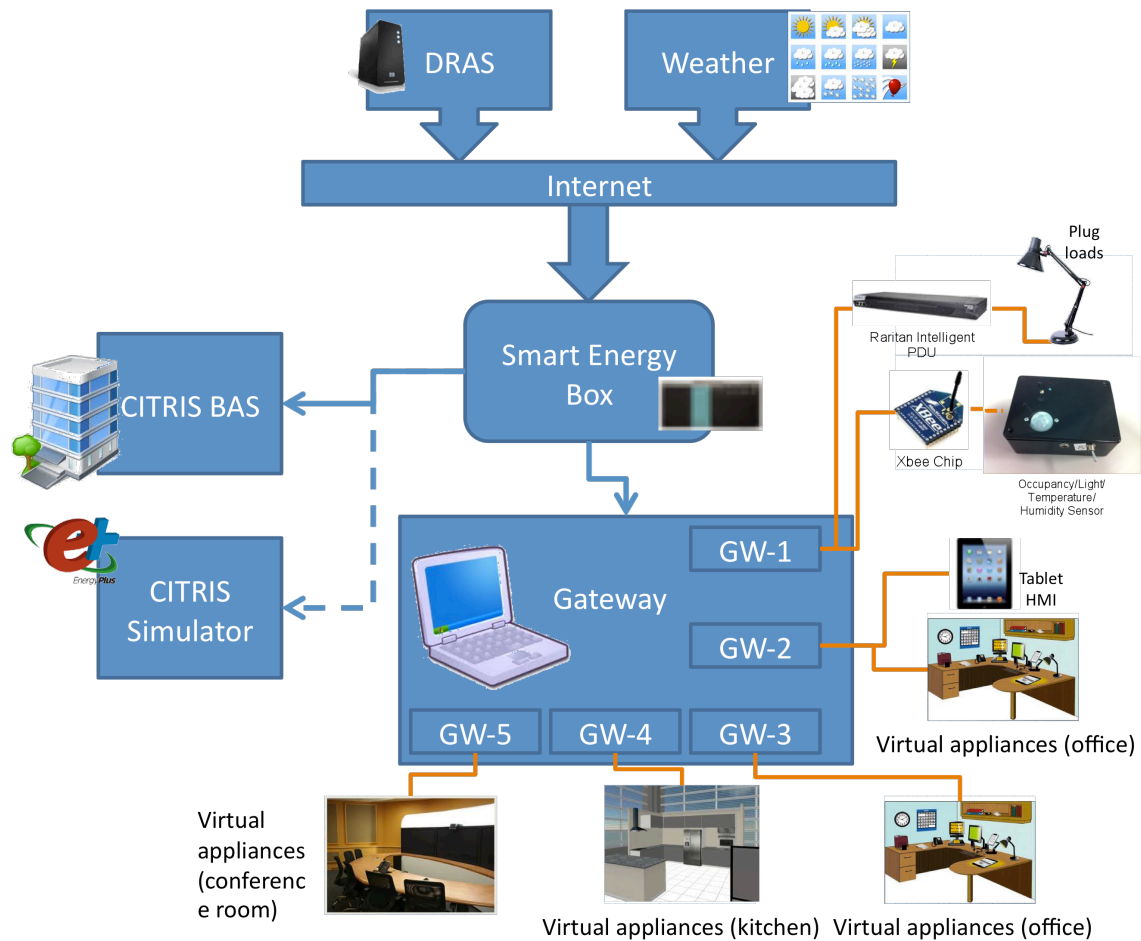 DRAS
Weather
Internet
Plug
loads
Raritan Intelligent
PDU
Smart Energy
Box
CITRIS BAS
XBee
Xbee Chip
Occupancy/Light/
Temperature/
Humidity Sensor
GW-1
et
EnergyPlus
CITRIS
Simulator
Gateway
Tablet
HMI
GW-2
GW-5
GW-4
GW-3
Virtual appliances (office)
Virtual
appliances
(conferenc
e room)
Virtual appliances (kitchen)
Virtual appliances (office)